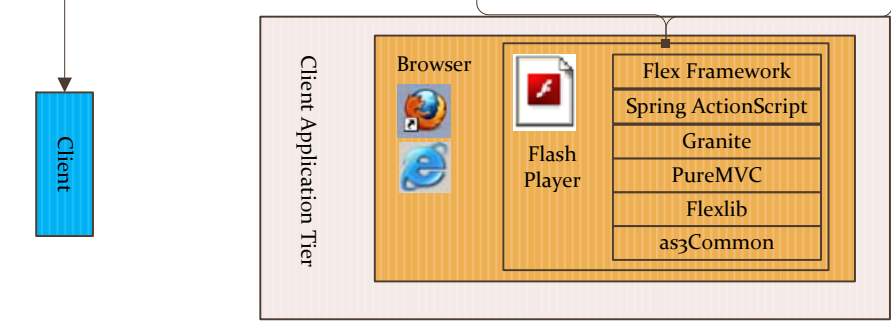 Client
Client Application Tier
Browser
Flash
Player
Flex Framework
Spring ActionScript
Granite
PureMVC
Flexlib
as3Common